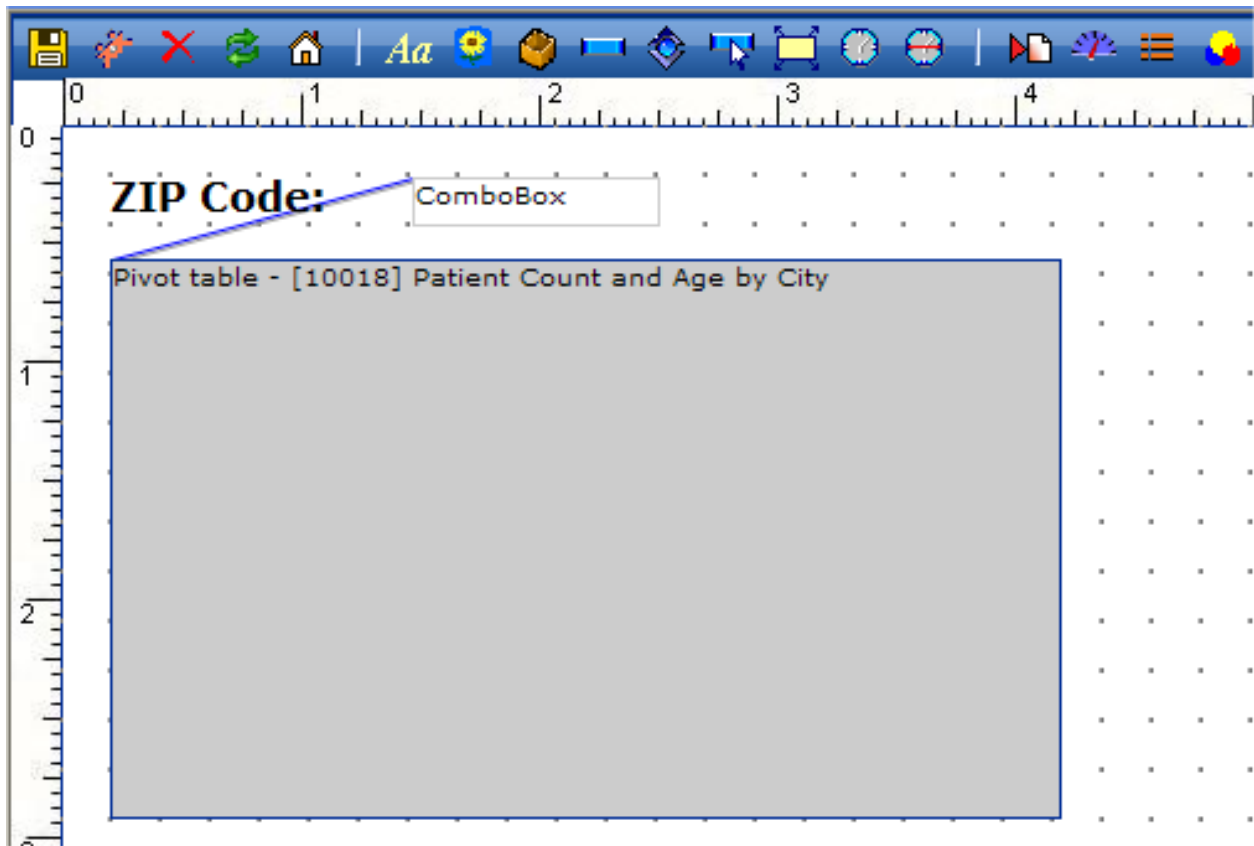 Aa
0 1 2 3 4
0
ZIP Code: ComboBox
Pivot table - [10018] Patient Count and Age by City
1
2